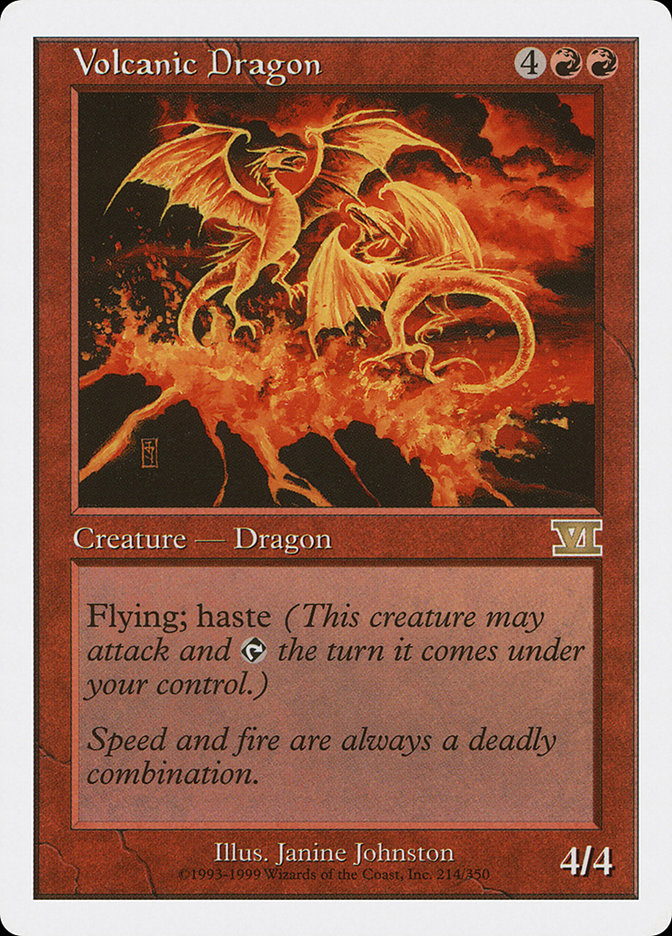 Volcanic Dragon 4
Creature — Dragon VI
Flying; haste (This creature may
attack and the turn it comes under
your control.)
Speed and fire are always a deadly
combination.
Illus. Janine Johnston
©1993-1999 Wizards of the Coast, Inc. 214/350
4/4